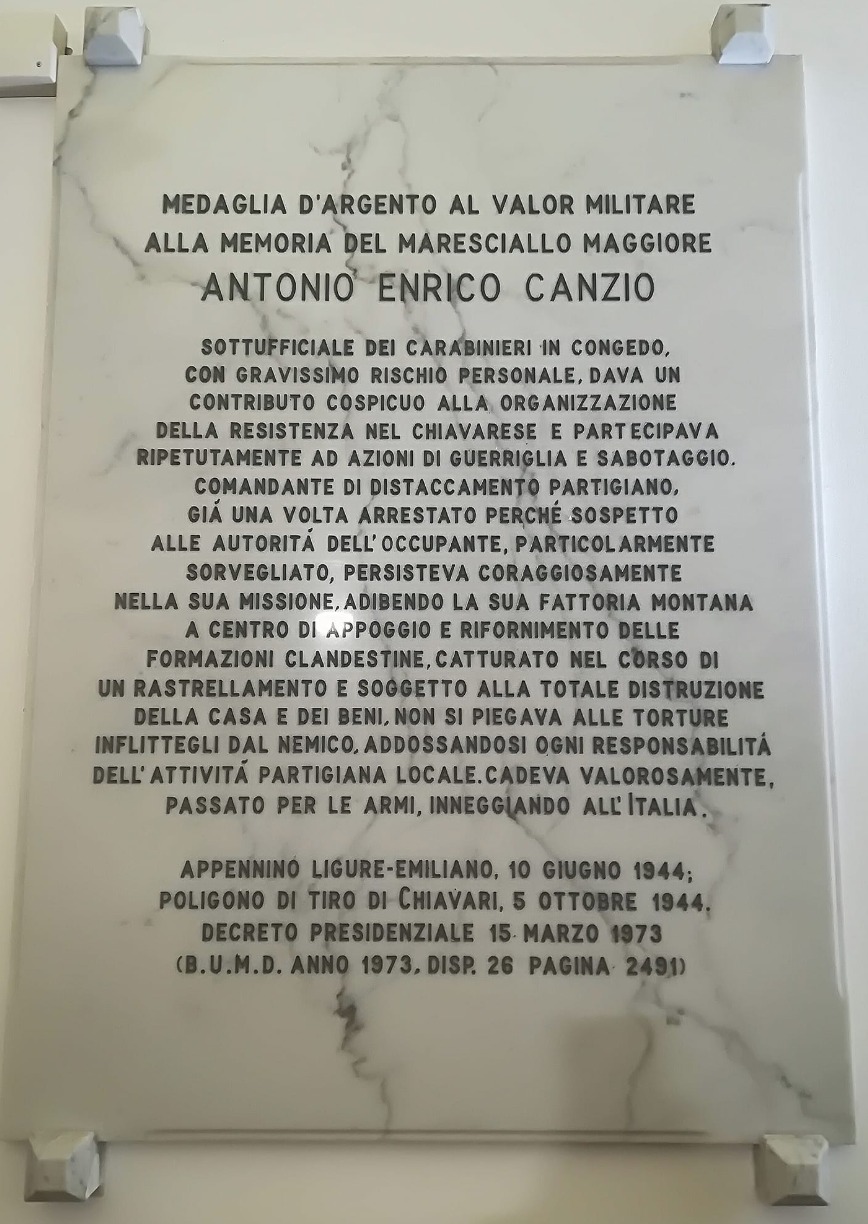 MEDAGLIA D'ARGENTO AL VALOR MILITARE
ALLA MEMORIA DEL MARESCIALLO MAGGIORE
ANTONIO ENRICO CANZIO
SOTTUFFICIALE DEI CARABINIERI IN CONGEDO,
CON GRAVISSIMO RISCHIO PERSONALE, DAVA UN
CONTRIBUTO COSPICUO ALLA ORGANIZZAZIONE
DELLA RESISTENZA NEL CHIAVARESE E PARTECIPAVA
RIPETUTAMENTE AD AZIONI DI GUERRIGLIA E SABOTAGGIO.
COMANDANTE DI DISTACCAMENTO PARTIGIANO,
GIÁ UNA VOLTA ARRESTATO PERCHÉ SOSPETTO
ALLE AUTORITÁ DELL'OCCUPANTE, PARTICOLARMENTE
SORVEGLIATO, PERSISTEVA CORAGGIOSAMENTE
NELLA SUA MISSIONE, ADIBENDO LA SUA FATTORIA MONTANA
A CENTRO DI APPOGGIO E RIFORNIMENTO DELLE
FORMAZIONI CLANDESTINE, CATTURATO NEL CORSO DI
UN RASTRELLAMENTO E SOGGETTO ALLA TOTALE DISTRUZIONE
DELLA CASA E DEI BENI, NON SI PIEGAVA ALLE TORTURE
INFLITTEGLI DAL NEMICO, ADDOSSANDOSI OGNI RESPONSABILITÁ
DELL'ATTIVITÁ PARTIGIANA LOCALE. CADEVA VALOROSAMENTE,
PASSATO PER LE ARMI, INNEGGIANDO ALL'ITALIA.
APPENNINO LIGURE-EMILIANO, 10 GIUGNO 1944;
POLIGONO DI TIRO DI CHIAVARI, 5 OTTOBRE 1944.
DECRETO PRESIDENZIALE 15 MARZO 1973
(B.U.M.D. ANNO 1973. DISP. 26 PAGINA 2491)